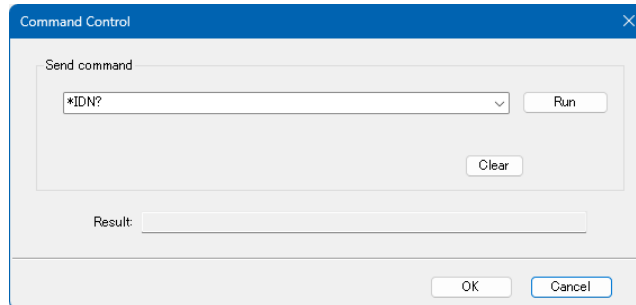 Command Control
Send command
*IDN?
Run
Clear
Result:
OK
Cancel